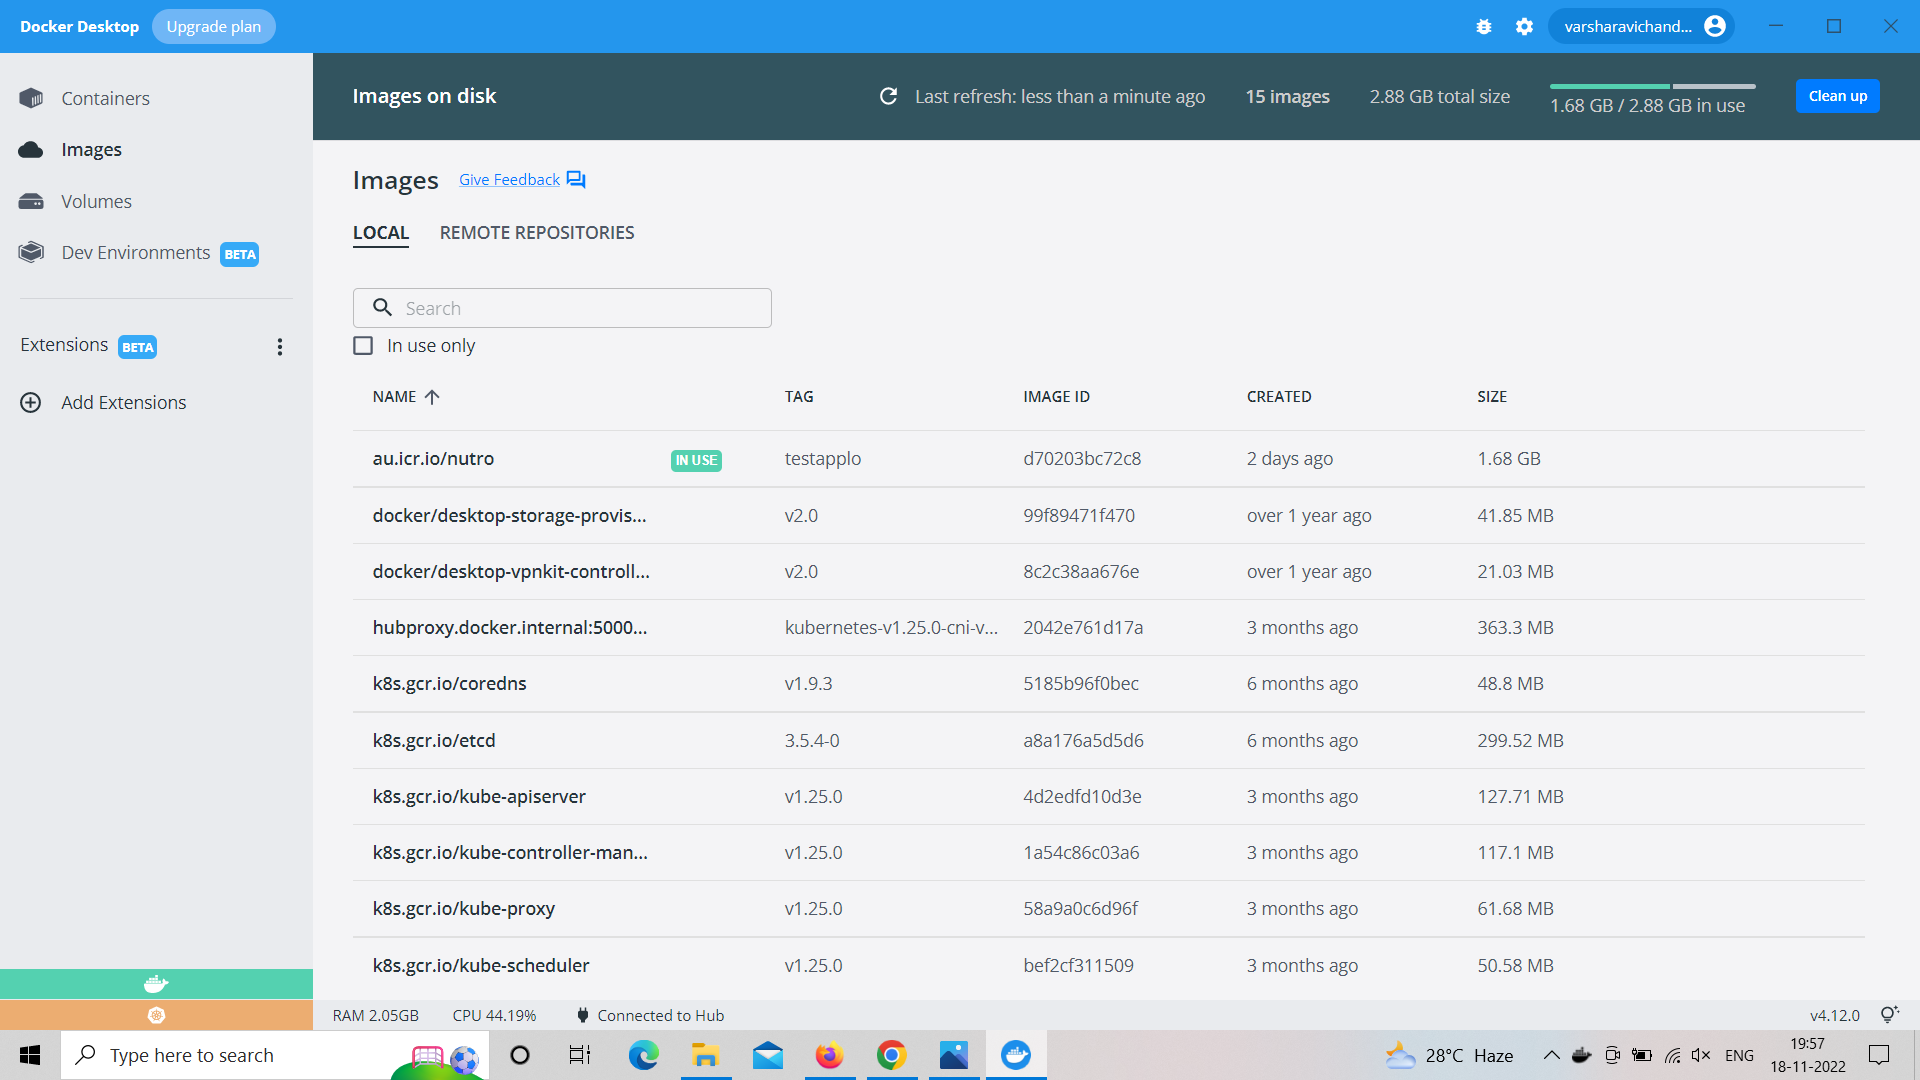 Docker Desktop Upgrade plan varsharavichand...
Containers
Images
Volumes
Dev Environments BETA
Extensions BETA
Add Extensions
Images on disk Last refresh: less than a minute ago 15 images 2.88 GB total size 1.68 GB / 2.88 GB in use Clean up
Images Give Feedback
LOCAL REMOTE REPOSITORIES
Search
In use only
NAME TAG IMAGE ID CREATED SIZE
au.icr.io/nutro IN USE testapplo d70203bc72c8 2 days ago 1.68 GB
docker/desktop-storage-provis... v2.0 99f89471f470 over 1 year ago 41.85 MB
docker/desktop-vpnkit-controll... v2.0 8c2c38aa676e over 1 year ago 21.03 MB
hubproxy.docker.internal:5000... kubernetes-v1.25.0-cni-v... 2042e761d17a 3 months ago 363.3 MB
k8s.gcr.io/coredns v1.9.3 5185b96f0bec 6 months ago 48.8 MB
k8s.gcr.io/etcd 3.5.4-0 a8a176a5d5d6 6 months ago 299.52 MB
k8s.gcr.io/kube-apiserver v1.25.0 4d2edfd10d3e 3 months ago 127.71 MB
k8s.gcr.io/kube-controller-man... v1.25.0 1a54c86c03a6 3 months ago 117.1 MB
k8s.gcr.io/kube-proxy v1.25.0 58a9a0c6d96f 3 months ago 61.68 MB
k8s.gcr.io/kube-scheduler v1.25.0 bef2cf311509 3 months ago 50.58 MB
RAM 2.05GB CPU 44.19% Connected to Hub v4.12.0
Type here to search 28°C Haze ENG 19:57
18-11-2022